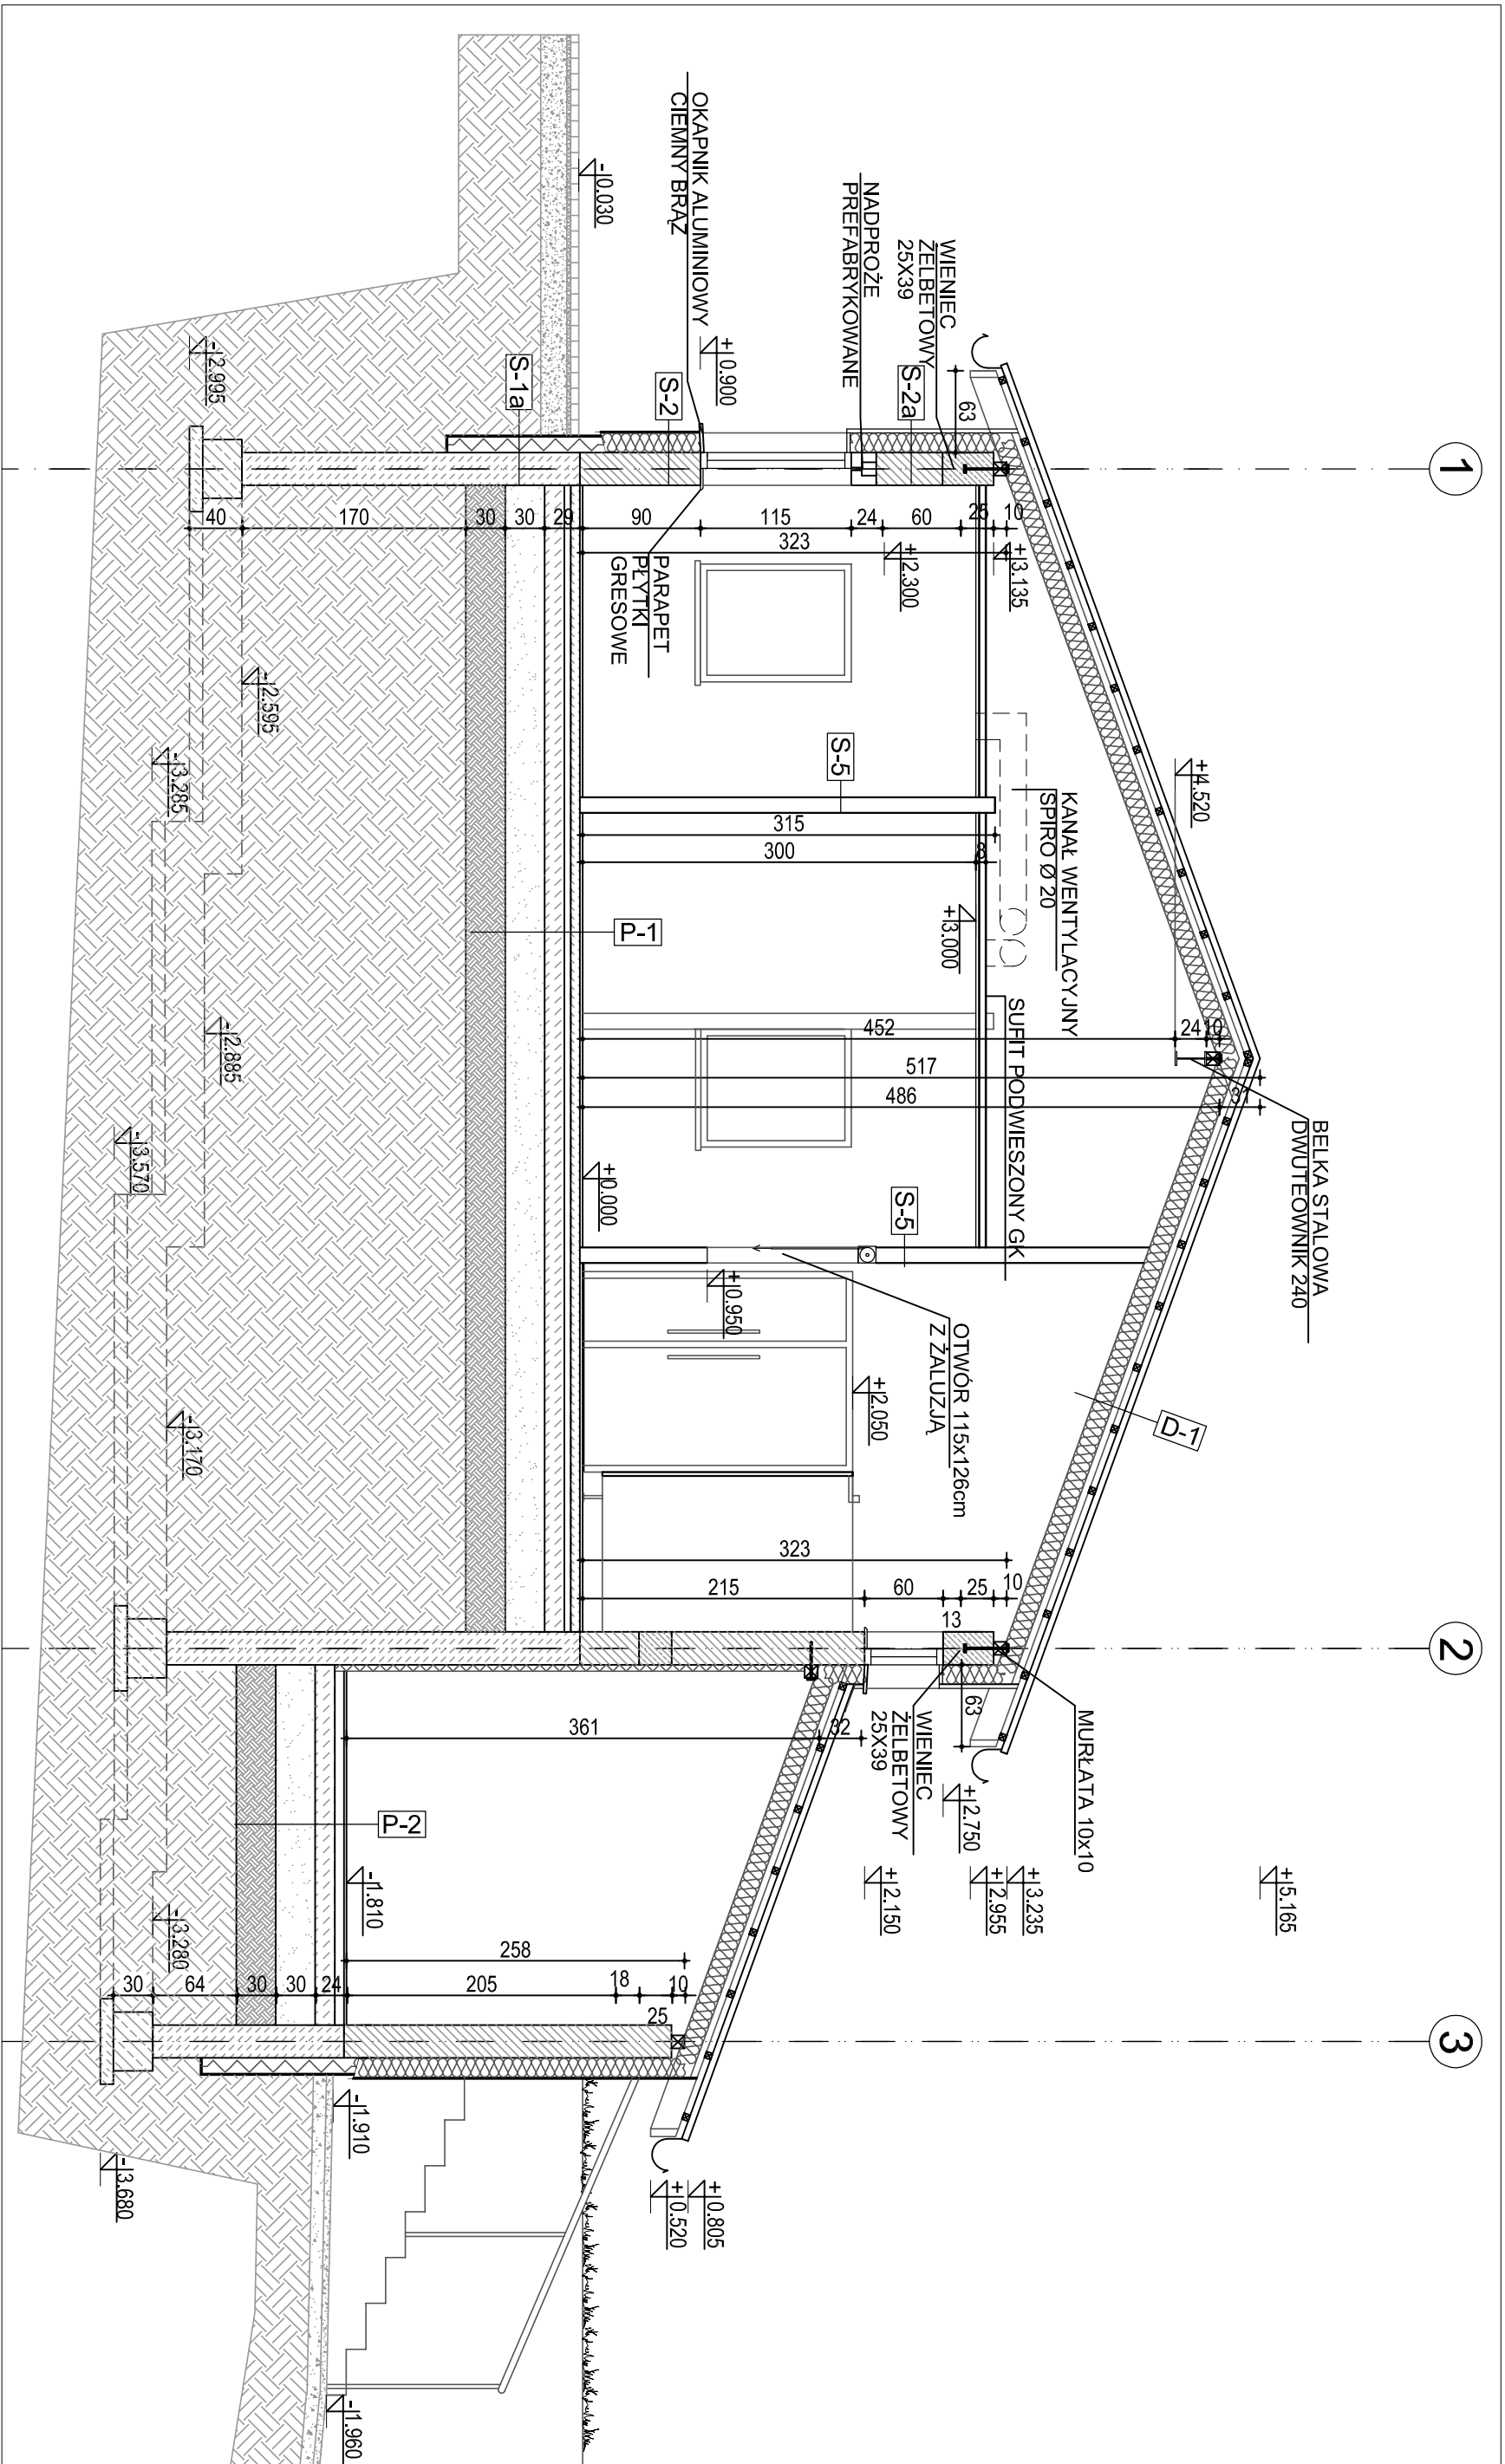 1
2
3
WIENIEC
ŻELBETOWY
25X39
NADPROŻE
PREFABRYKOWANE
OKAPNIK ALUMINIOWY
CIEMNY BRĄZ
PARAPET
PŁYTKI
GRESOWE
KANAŁ WENTYLACYJNY
SPIRO Ø 20
SUFIT PODWIESZONY GK
BELKA STALOWA
DWUTEOWNIK 240
OTWÓR 115x126cm
Z ŻALUZJĄ
MURŁATA 10x10
WIENIEC
ŻELBETOWY
25X39
S-1a
S-2
S-2a
S-5
S-5
P-1
P-2
D-1
-0.030
+0.900
-2.995
-2.595
-3.285
-2.885
-3.570
-3.170
-3.280
-3.680
+2.300
+3.135
+4.520
+3.000
+0.000
+0.950
+2.050
+2.750
+2.150
+2.955
+3.235
+5.165
-1.810
-1.910
-1.960
+0.805
+0.520
63
40
170
30
30
29
90
115
24
60
25
10
323
315
300
8
452
24
10
517
486
31
323
215
60
25
10
13
63
361
32
258
30
64
30
30
24
205
18
10
25